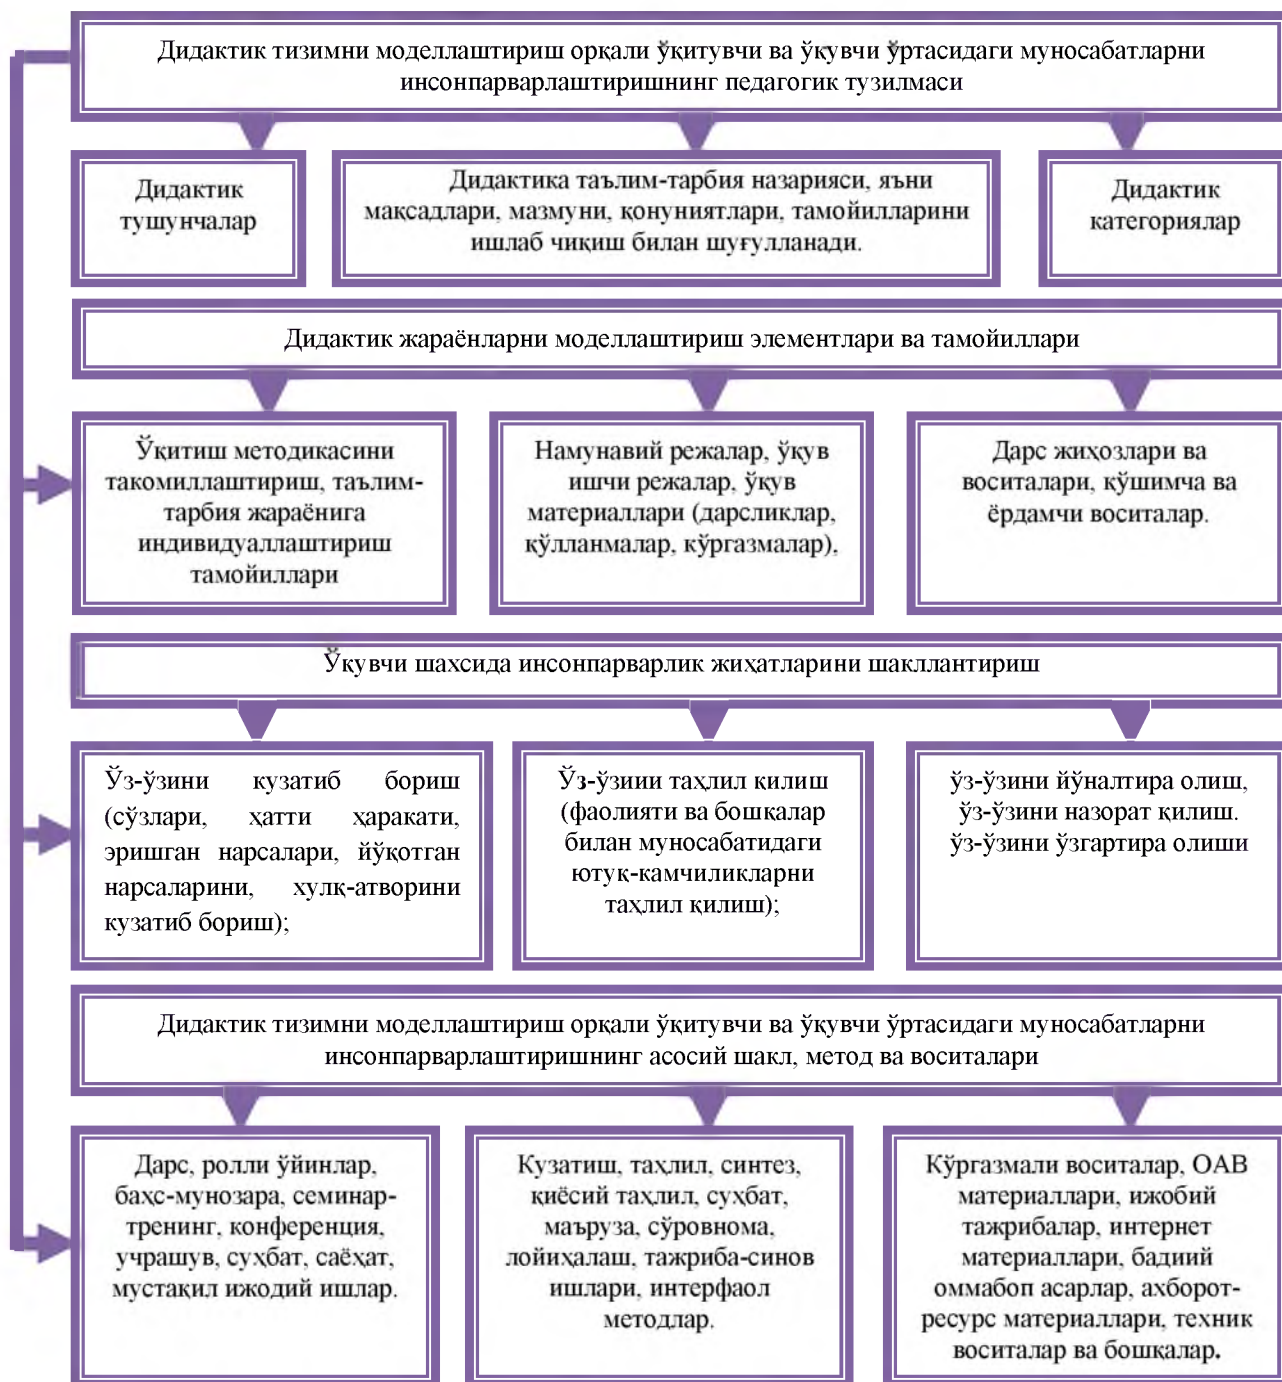 Дидактик тизимни моделлаштириш орқали ўқитувчи ва ўқувчи ўртасидаги муносабатларни
инсонпарварлаштиришнинг педагогик тузилмаси
Дидактик
тушунчалар
Дидактика таълим-тарбия назарияси, яъни
мақсадлари, мазмуни, қонуниятлари, тамойилларини
ишлаб чиқиш билан шуғулланади.
Дидактик
категориялар
Дидактик жараёнларни моделлаштириш элементлари ва тамойиллари
Ўқитиш методикасини
такомиллаштириш, таълим-
тарбия жараёнига
индивидуаллаштириш
тамойиллари
Намунавий режалар, ўқув
ишчи режалар, ўқув
материаллари (дарсликлар,
қўлланмалар, кўргазмалар),
Дарс жиҳозлари ва
воситалари, қўшимча ва
ёрдамчи воситалар.
Ўқувчи шахсида инсонпарварлик жиҳатларини шакллантириш
Ўз-ўзини кузатиб бориш
(сўзлари, ҳатти ҳаракати,
эришган нарсалари, йўқотган
нарсаларини, хулқ-атворини
кузатиб бориш);
Ўз-ўзиии таҳлил қилиш
(фаолияти ва бошқалар
билан муносабатидаги
ютуқ-камчиликларни
таҳлил қилиш);
ўз-ўзини йўналтира олиш,
ўз-ўзини назорат қилиш.
ўз-ўзини ўзгартира олиши
Дидактик тизимни моделлаштириш орқали ўқитувчи ва ўқувчи ўртасидаги муносабатларни
инсонпарварлаштиришнинг асосий шакл, метод ва воситалари
Дарс, ролли ўйинлар,
баҳс-мунозара, семинар-
тренинг, конференция,
учрашув, суҳбат, саёҳат,
мустақил ижодий ишлар.
Кузатиш, таҳлил, синтез,
қиёсий таҳлил, суҳбат,
маъруза, сўровнома,
лойиҳалаш, тажриба-синов
ишлари, интерфаол
методлар.
Кўргазмали воситалар, ОАВ
материаллари, ижобий
тажрибалар, интернет
материаллари, бадиий
оммабоп асарлар, ахборот-
ресурс материаллари, техник
воситалар ва бошқалар.